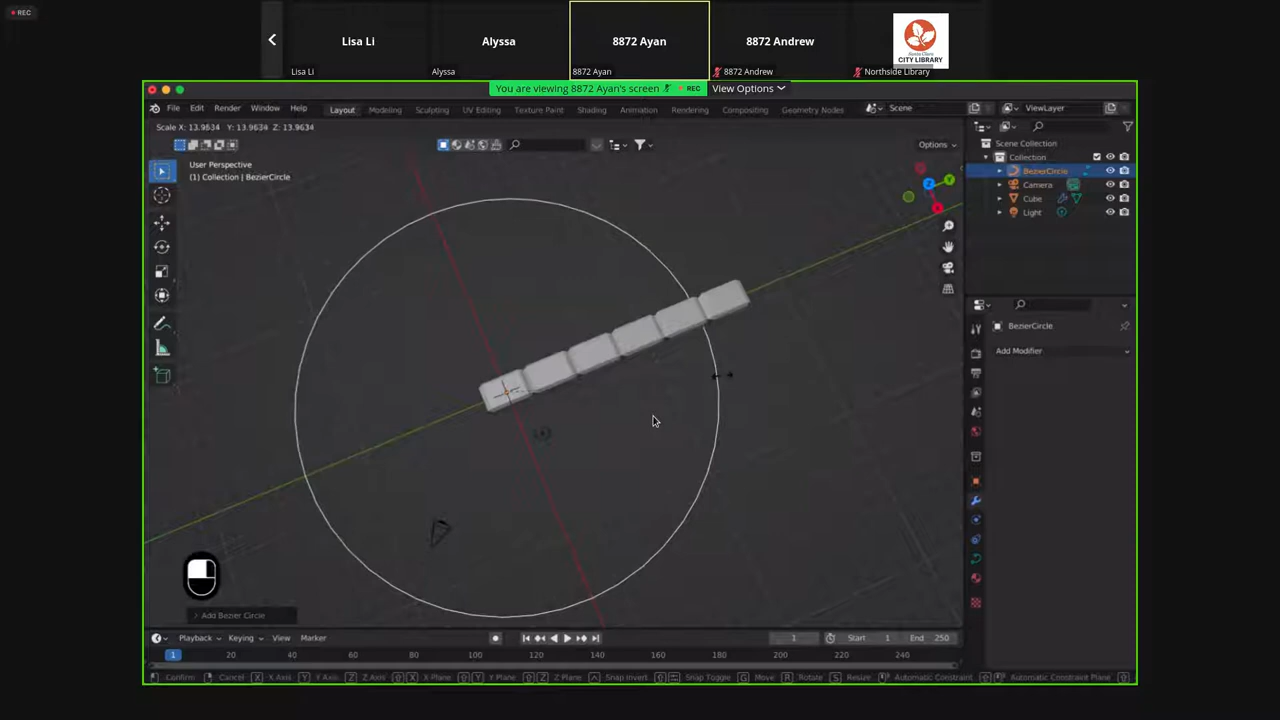 REC
Lisa Li
Alyssa
8872 Ayan
8872 Andrew
CITY LIBRARY
Lisa Li
Alyssa
8872 Ayan
8872 Andrew
Northside Library
You are viewing 8872 Ayan's screen
REC
View Options
File Edit Render Window Help
Layout Modeling Sculpting UV Editing Texture Paint Shading Animation Rendering Compositing Geometry Nodes
Scene
ViewLayer
Scale X: 13.9634 Y: 13.9634 Z: 13.9634
Options
User Perspective
(1) Collection | BezierCircle
Scene Collection
Collection
BezierCircle
Camera
Cube
Light
BezierCircle
Add Modifier
Add Bezier Circle
Playback Keying View Marker
1
Start 1 End 250
1 20 40 60 80 100 120 140 160 180 200 220 240
Confirm Cancel X X Axis Y Y Axis Z Z Axis X X Plane Y Y Plane Z Z Plane Snap Invert Snap Toggle G Move R Rotate S Resize Automatic Constraint Automatic Constraint Plane